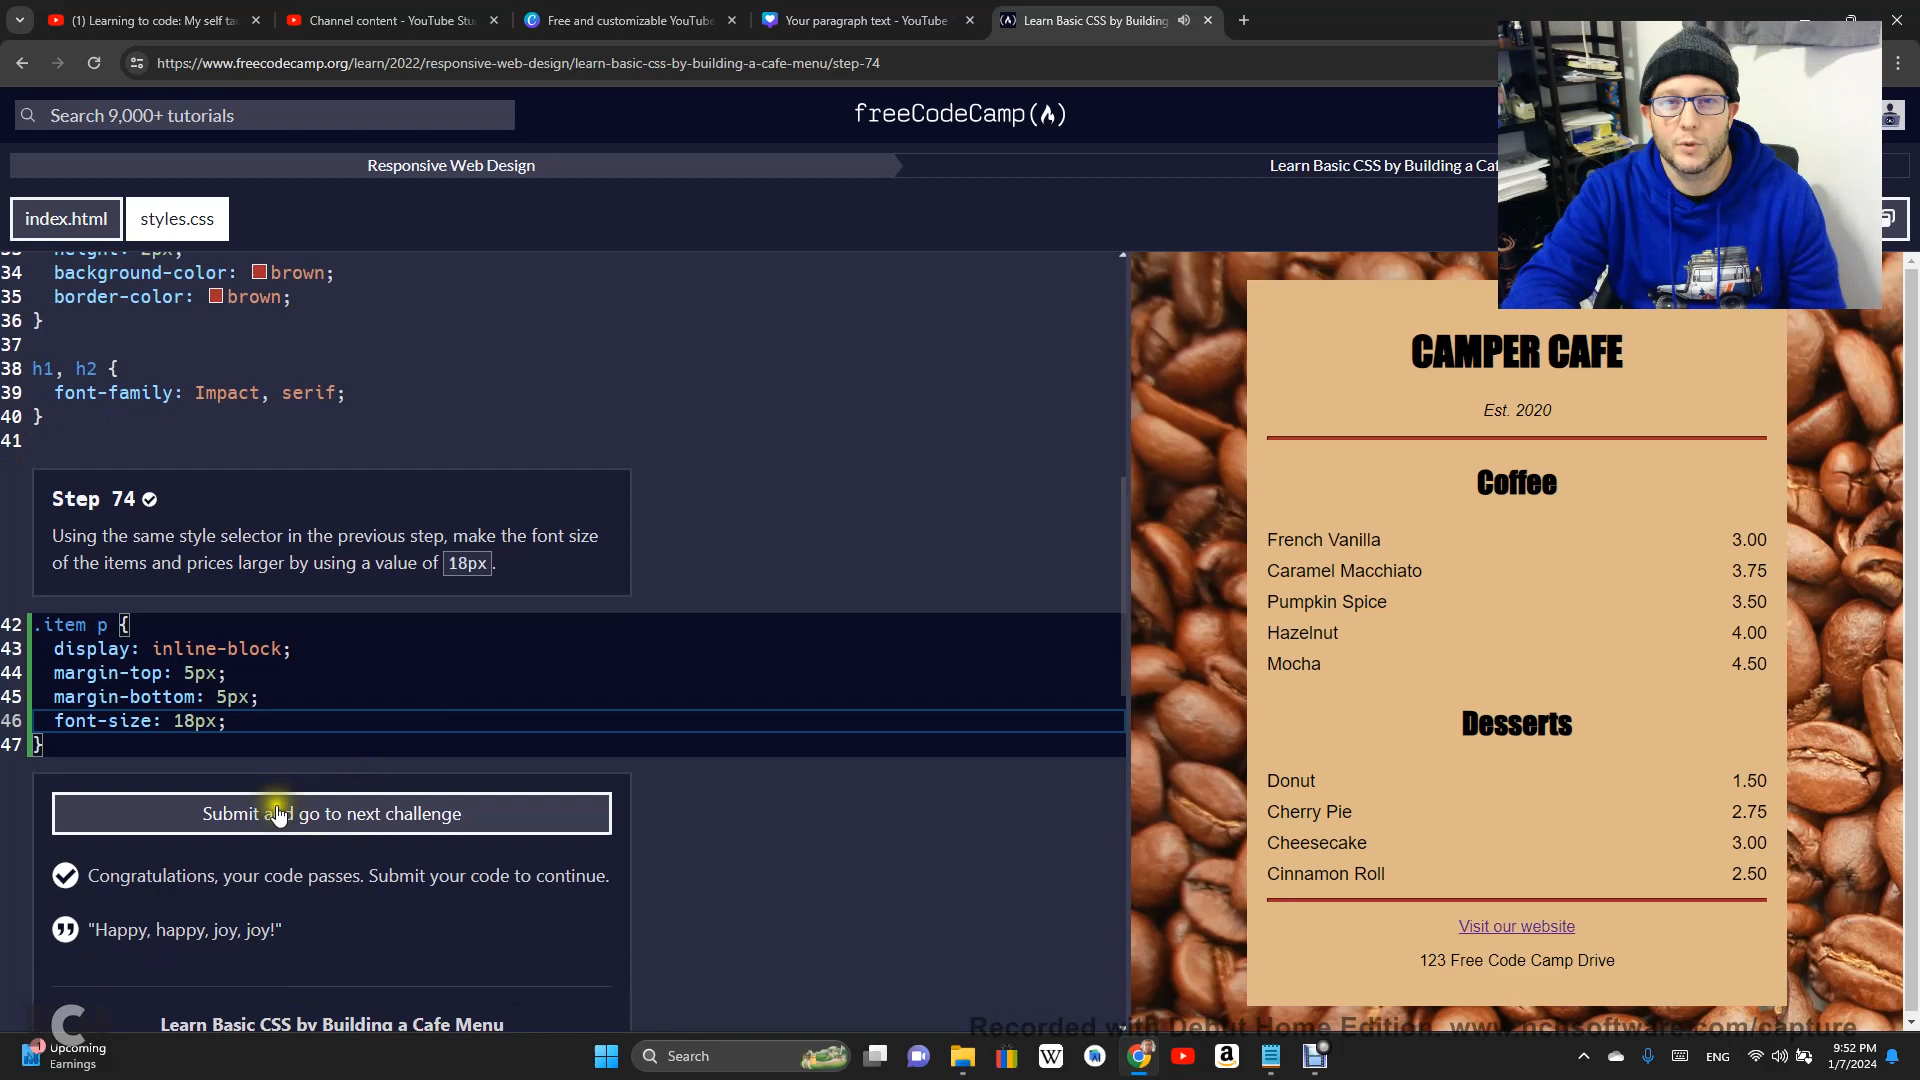 (1) Learning to code: My self ta
Channel content - YouTube Stu
Free and customizable YouTube
Your paragraph text - YouTube
Learn Basic CSS by Building
https://www.freecodecamp.org/learn/2022/responsive-web-design/learn-basic-css-by-building-a-cafe-menu/step-74
Search 9,000+ tutorials
freeCodeCamp
Responsive Web Design
Learn Basic CSS by Building a Caf
index.html
styles.css
height: 2px;
34 background-color: brown;
35 border-color: brown;
36 }
37
38 h1, h2 {
39 font-family: Impact, serif;
40 }
41
Step 74
Using the same style selector in the previous step, make the font size
of the items and prices larger by using a value of 18px.
42 .item p {
43 display: inline-block;
44 margin-top: 5px;
45 margin-bottom: 5px;
46 font-size: 18px;
47 }
Submit and go to next challenge
Congratulations, your code passes. Submit your code to continue.
"Happy, happy, joy, joy!"
Learn Basic CSS by Building a Cafe Menu
CAMPER CAFE
Est. 2020
Coffee
French Vanilla 3.00
Caramel Macchiato 3.75
Pumpkin Spice 3.50
Hazelnut 4.00
Mocha 4.50
Desserts
Donut 1.50
Cherry Pie 2.75
Cheesecake 3.00
Cinnamon Roll 2.50
Visit our website
123 Free Code Camp Drive
Recorded with Debut Home Edition. www.nchsoftware.com/capture
Upcoming
Earnings
Search
ENG
9:52 PM
1/7/2024